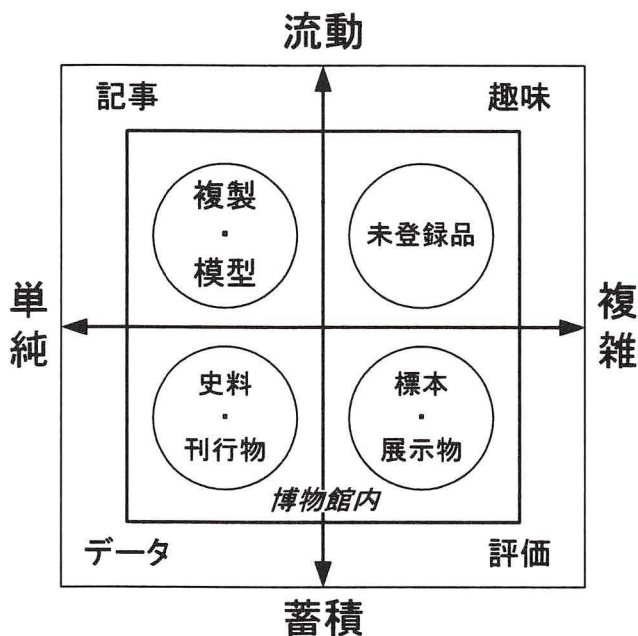 流動
記事
趣味
複製
・
模型
未登録品
単純
複雑
史料
・
刊行物
標本
・
展示物
博物館内
データ
評価
蓄積